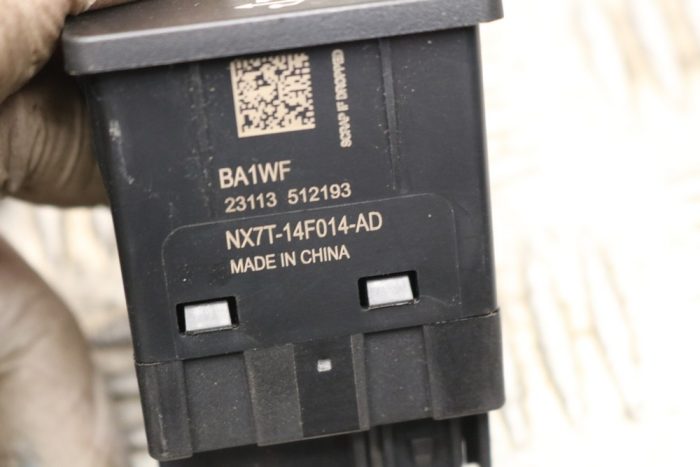 SCRAP IF DROPPED
BA1WF
23113 512193
NX7T-14F014-AD
MADE IN CHINA